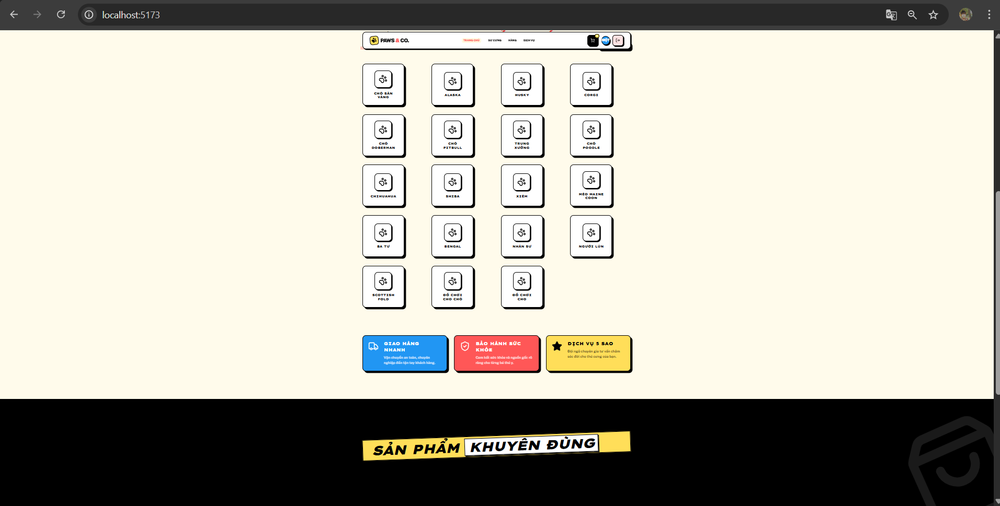 localhost:5173
PAWS & CO.
TRANG CHỦ
SỰ CƯNG
HÀNG
DỊCH VỤ
MỘT
CHÓ SĂN
VÀNG
ALASKA
HUSKY
CORGI
CHÓ
DOBERMAN
CHÓ
PITBULL
TRUNG
XƯỞNG
CHÓ
POODLE
CHIHUAHUA
SHIBA
XIÊM
MÈO MAINE
COON
BA TƯ
BENGAL
NHÂN SƯ
NGƯỜI LÙN
SCOTTISH
FOLD
ĐỒ CHƠI
CHO CHÓ
ĐỒ CHƠI
CHO
GIAO HÀNG
NHANH
Vận chuyển an toàn, chuyên
nghiệp đến tận tay khách hàng.
BẢO HÀNH SỨC
KHỎE
Cam kết sức khỏe và nguồn gốc rõ
ràng cho từng bé thú y.
DỊCH VỤ 5 SAO
Đội ngũ chuyên gia tư vấn chăm
sóc đời cho thú cưng của bạn.
SẢN PHẨM KHUYÊN ĐÙNG